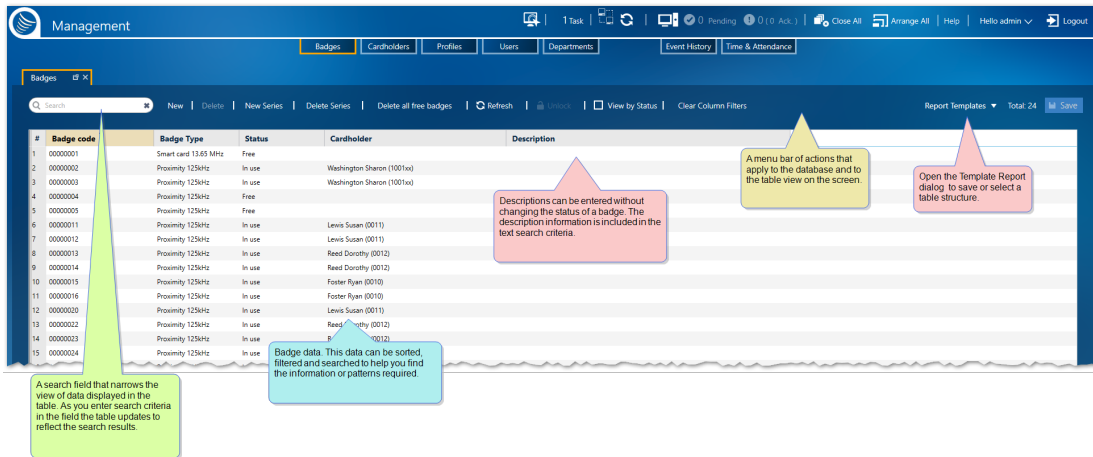 Management
1 Task
0 Pending
0 ( 0 Ack. )
Close All
Arrange All
Help
Hello admin
Logout
Badges
Cardholders
Profiles
Users
Departments
Event History
Time & Attendance
Badges
Search
New
Delete
New Series
Delete Series
Delete all free badges
Refresh
Unlock
View by Status
Clear Column Filters
Report Templates
Total: 24
Save
# Badge code Badge Type Status Cardholder Description
1 00000001 Smart card 13.65 MHz Free
2 00000002 Proximity 125kHz In use Washington Sharon (1001xx)
3 00000003 Proximity 125kHz In use Washington Sharon (1001xx)
4 00000004 Proximity 125kHz Free
5 00000005 Proximity 125kHz Free
6 00000011 Proximity 125kHz In use Lewis Susan (0011)
7 00000012 Proximity 125kHz In use Lewis Susan (0011)
8 00000013 Proximity 125kHz In use Reed Dorothy (0012)
9 00000014 Proximity 125kHz In use Reed Dorothy (0012)
10 00000015 Proximity 125kHz In use Foster Ryan (0010)
11 00000016 Proximity 125kHz In use Foster Ryan (0010)
12 00000020 Proximity 125kHz In use Lewis Susan (0011)
13 00000022 Proximity 125kHz In use Reed (0012)
14 00000023 Proximity 125kHz In use (0012)
15 00000024 Proximity 125kHz In use
A menu bar of actions that
apply to the database and to
the table view on the screen.
Open the Template Report
dialog to save or select a
table structure.
Descriptions can be entered without
changing the status of a badge. The
description information is included in the
text search criteria.
Badge data. This data can be sorted,
filtered and searched to help you find
the information or patterns required.
A search field that narrows the
view of data displayed in the
table. As you enter search criteria
in the field the table updates to
reflect the search results.